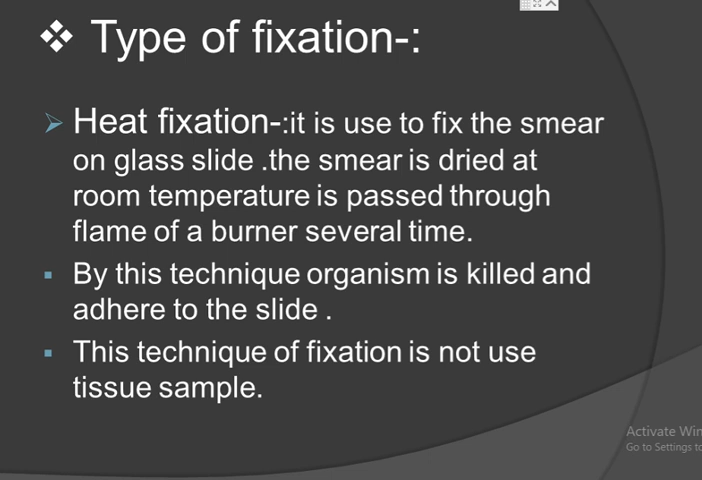 Type of fixation-:
Heat fixation-:it is use to fix the smear
on glass slide .the smear is dried at
room temperature is passed through
flame of a burner several time.
By this technique organism is killed and
adhere to the slide .
This technique of fixation is not use
tissue sample.
Activate Win
Go to Settings to